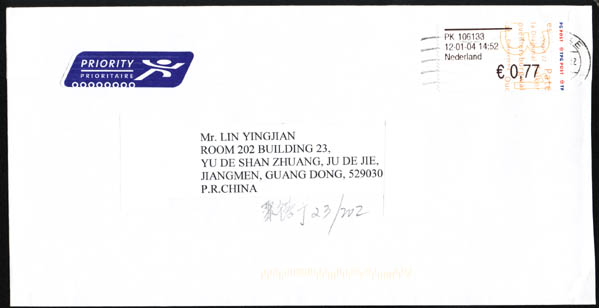 PRIORITY
PRIORITAIRE
PK 106133
12-01-04 14:52
Nederland
€ 0,77
Mr. LIN YINGJIAN
ROOM 202 BUILDING 23,
YU DE SHAN ZHUANG, JU DE JIE,
JIANGMEN, GUANG DONG, 529030
P.R.CHINA
23/202